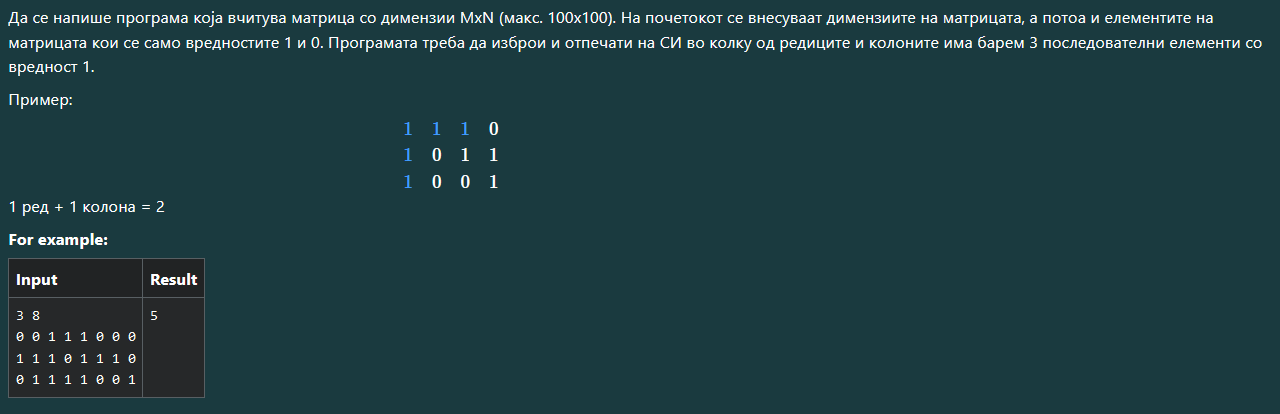 Да се напише програма која вчитува матрица со димензии MxN (макс. 100x100). На почетокот се внесуваат димензиите на матрицата, а потоа и елементите на
матрицата кои се само вредностите 1 и 0. Програмата треба да изброи и отпечати на СИ во колку од редиците и колоните има барем 3 последователни елементи со
вредност 1.
Пример:
1 1 1 0
1 0 1 1
1 0 0 1
1 ред + 1 колона = 2
For example:
Input Result
3 8 5
0 0 1 1 1 0 0 0
1 1 1 0 1 1 1 0
0 1 1 1 1 0 0 1